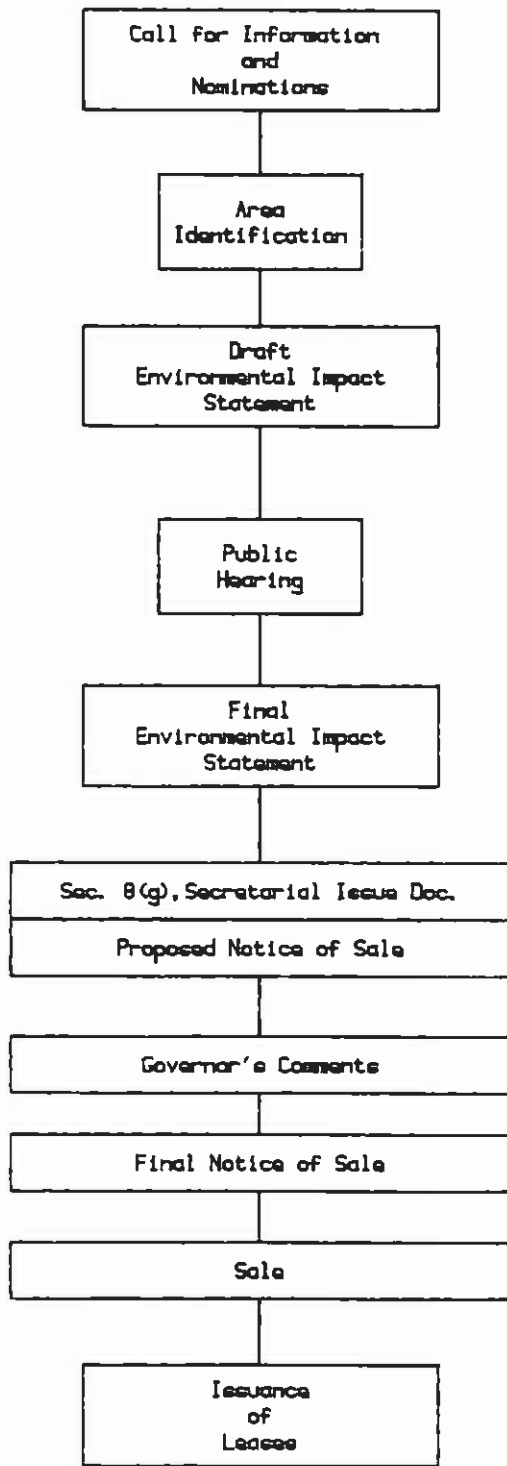 Call for Information
and
Nominations
Area
Identification
Draft
Environmental Impact
Statement
Public
Hearing
Final
Environmental Impact
Statement
Sec. 8(g), Secretarial Issue Doc.
Proposed Notice of Sale
Governor's Comments
Final Notice of Sale
Sale
Issuance
of
Leases